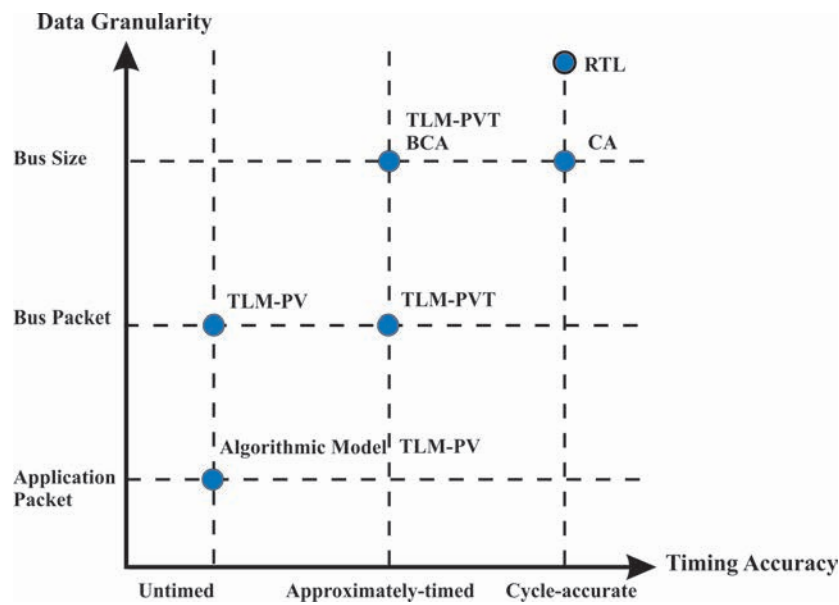 Data Granularity
RTL
TLM-PVT
BCA
CA
Bus Size
TLM-PV
TLM-PVT
Bus Packet
Algorithmic Model TLM-PV
Application
Packet
Timing Accuracy
Untimed
Approximately-timed
Cycle-accurate